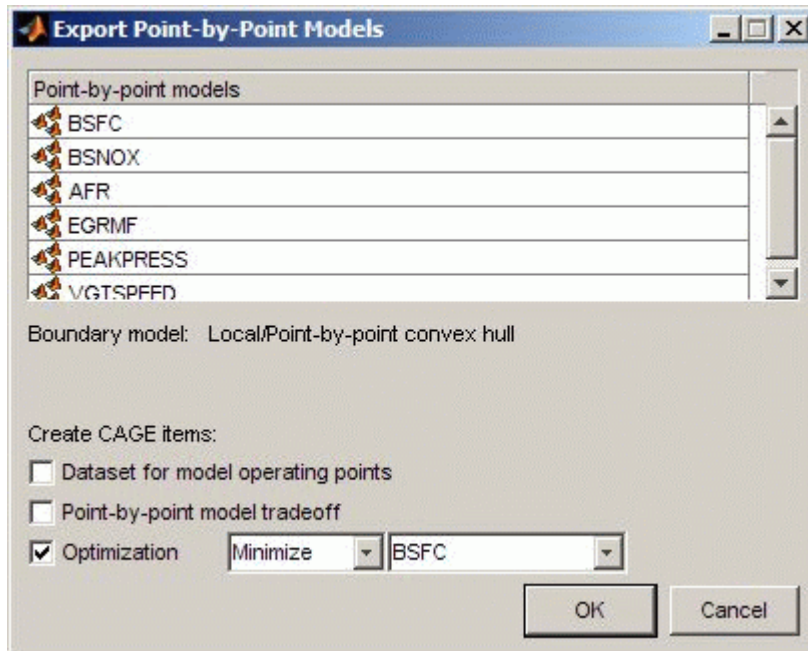 Export Point-by-Point Models
Point-by-point models
BSFC
BSNOX
AFR
EGRMF
PEAKPRESS
VGTSPEED
Boundary model: Local/Point-by-point convex hull
Create CAGE items:
Dataset for model operating points
Point-by-point model tradeoff
Optimization Minimize BSFC
OK Cancel